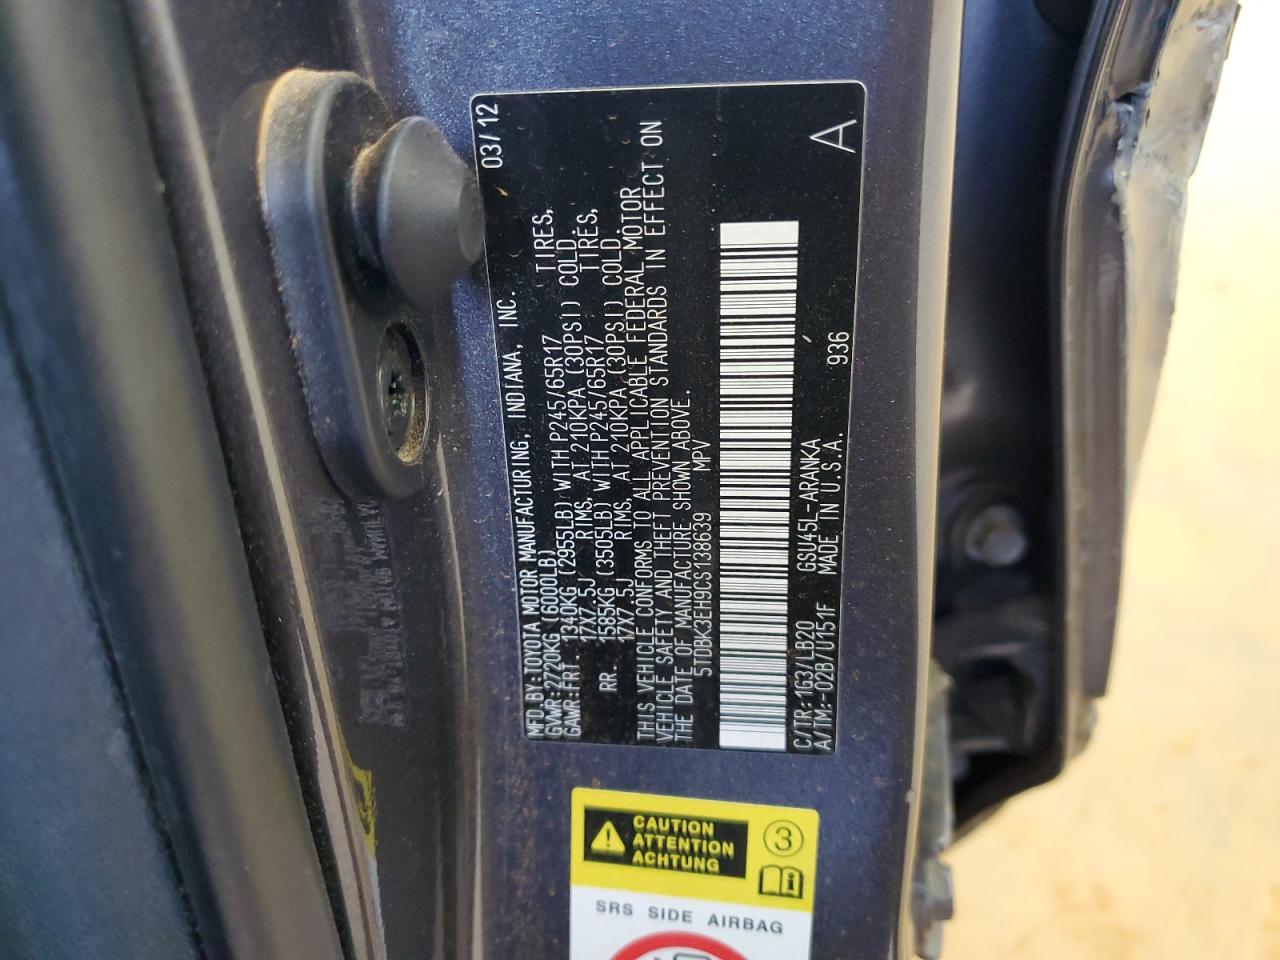 MFD.BY:TOYOTA MOTOR MANUFACTURING, INDIANA, INC. 03/12
GVWR:2720KG (6000LB)
GAWR:FRT. 1340KG (2955LB) WITH P245/65R17 TIRES,
17X7.5J RIMS, AT 210KPA (30PSI) COLD.
RR. 1585KG (3505LB) WITH P245/65R17 TIRES,
17X7.5J RIMS, AT 210KPA (30PSI) COLD
THIS VEHICLE CONFORMS TO ALL APPLICABLE FEDERAL MOTOR
VEHICLE SAFETY AND THEFT PREVENTION STANDARDS IN EFFECT ON
THE DATE OF MANUFACTURE SHOWN ABOVE.
5TDBK3EH9CS138639 MPV
C/TR:1G3/LB20 GSU45L-ARANKA 936
A/TM:-02B/U151F MADE IN U.S.A. A
CAUTION
ATTENTION
ACHTUNG
3
SRS SIDE AIRBAG